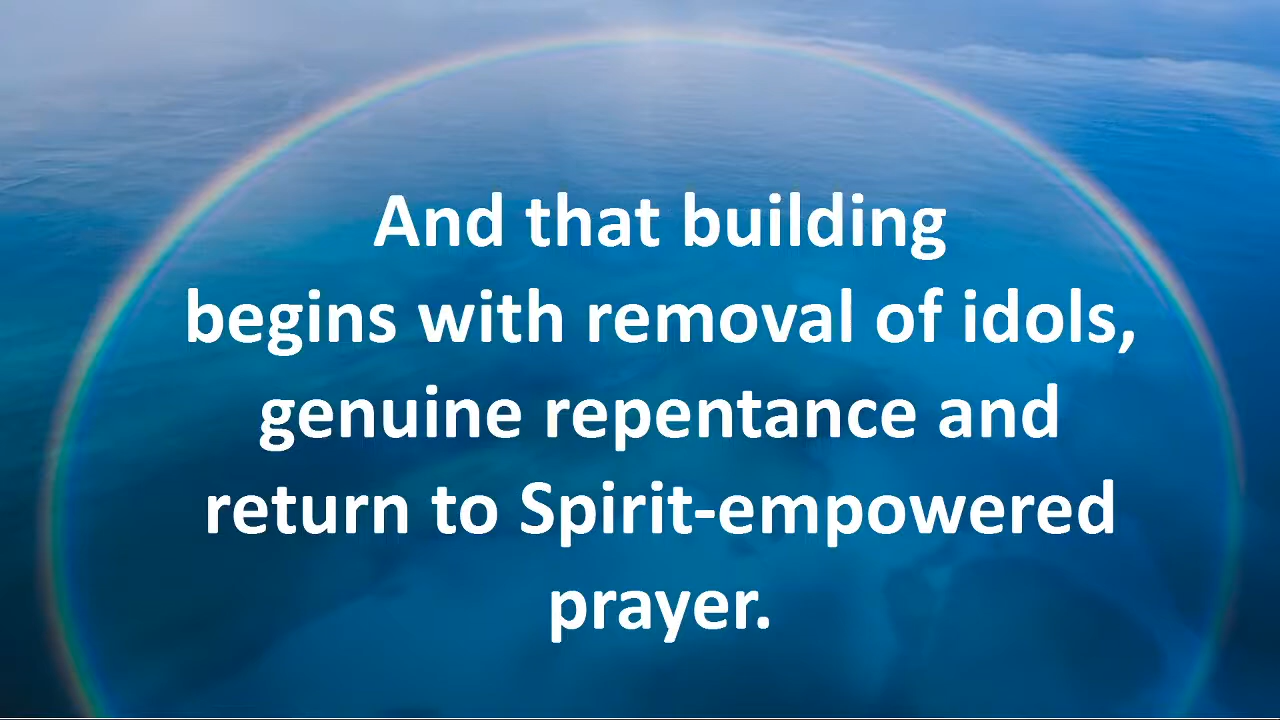 And that building
begins with removal of idols,
genuine repentance and
return to Spirit-empowered
prayer.